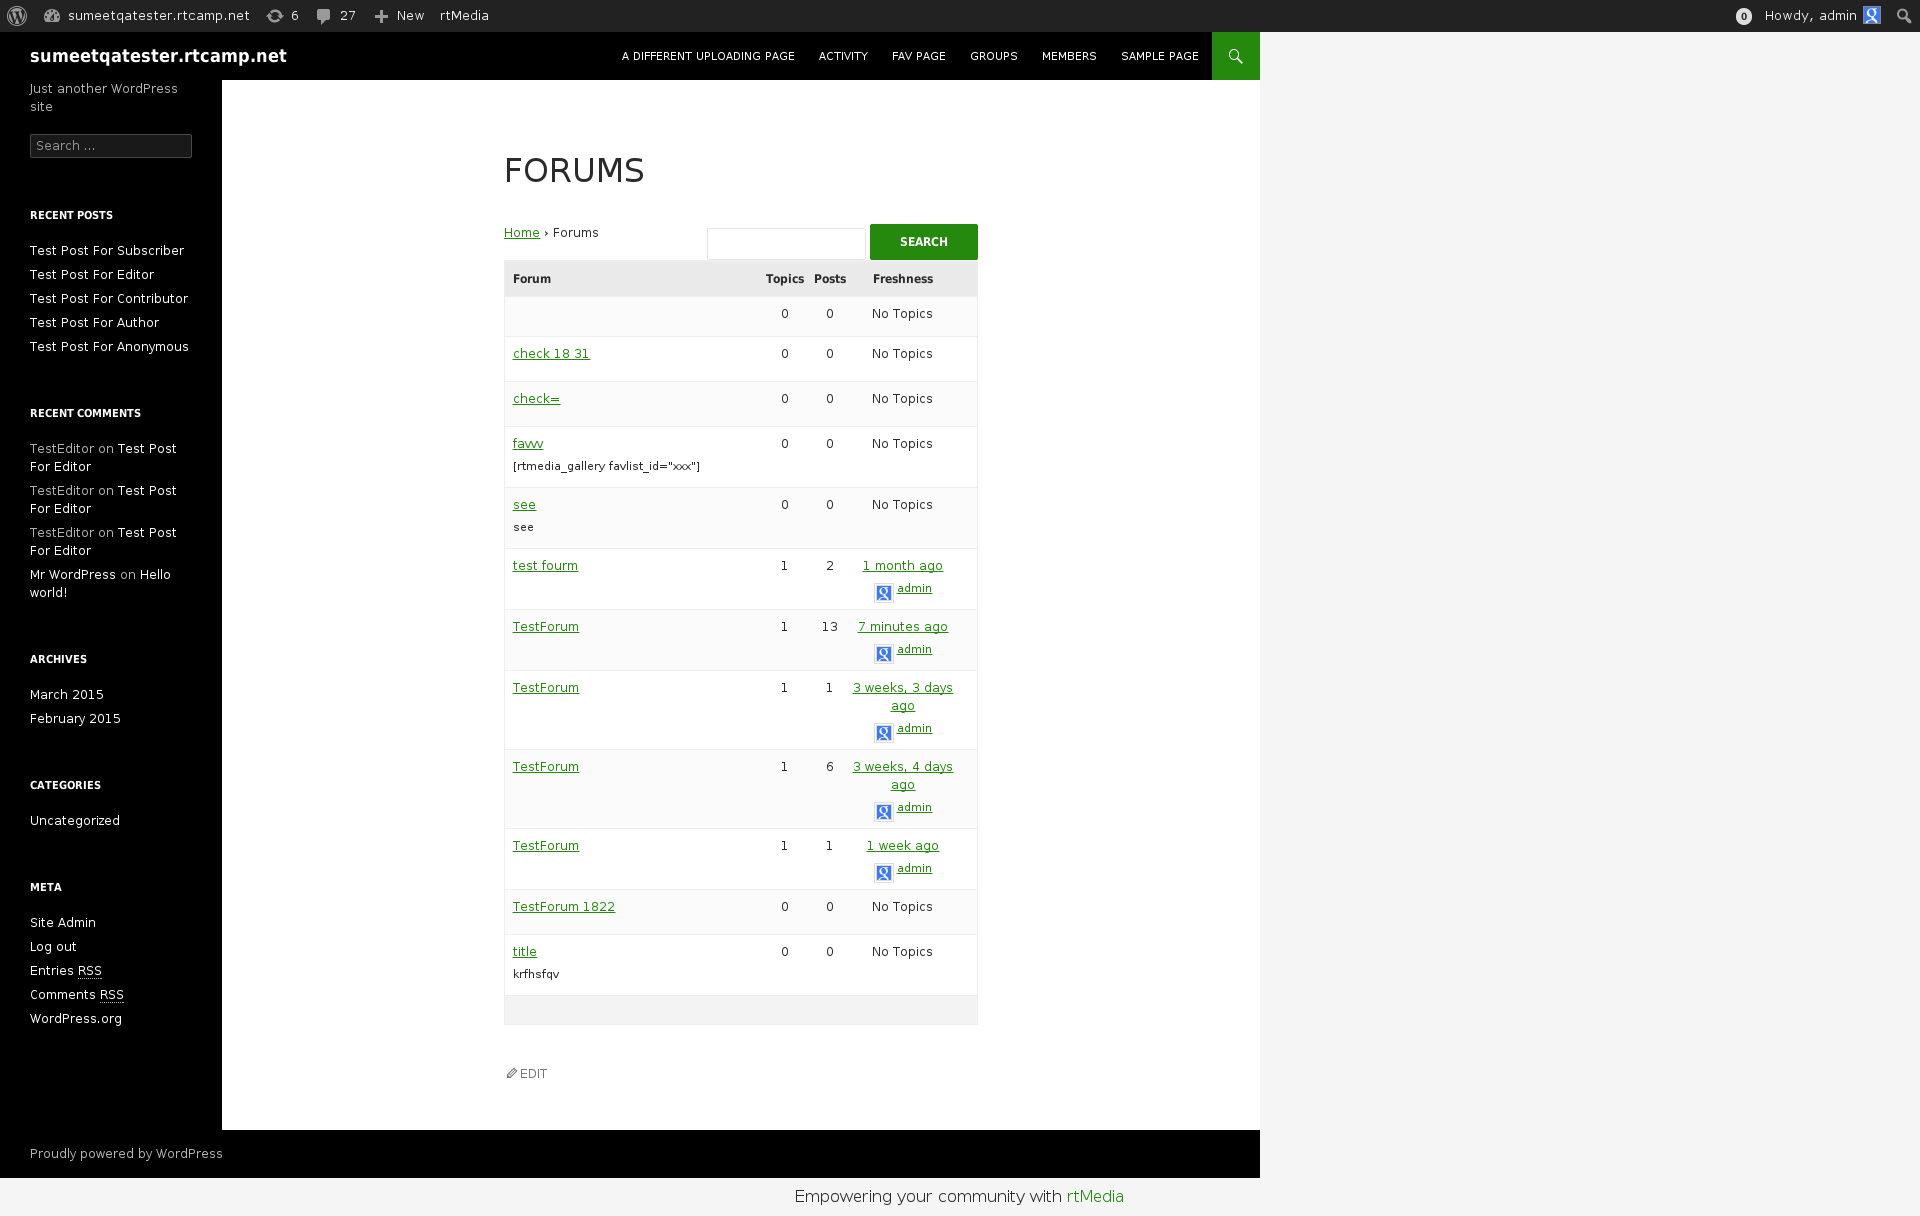 sumeetqatester.rtcamp.net 6 27 New rtMedia 0 Howdy, admin
sumeetqatester.rtcamp.net
A DIFFERENT UPLOADING PAGE ACTIVITY FAV PAGE GROUPS MEMBERS SAMPLE PAGE
Just another WordPress
site
Search ...
RECENT POSTS
Test Post For Subscriber
Test Post For Editor
Test Post For Contributor
Test Post For Author
Test Post For Anonymous
RECENT COMMENTS
TestEditor on Test Post
For Editor
TestEditor on Test Post
For Editor
TestEditor on Test Post
For Editor
Mr WordPress on Hello
world!
ARCHIVES
March 2015
February 2015
CATEGORIES
Uncategorized
META
Site Admin
Log out
Entries RSS
Comments RSS
WordPress.org
FORUMS
Home › Forums
SEARCH
Forum Topics Posts Freshness
0 0 No Topics
check 18 31 0 0 No Topics
check= 0 0 No Topics
favvv 0 0 No Topics
[rtmedia_gallery favlist_id="xxx"]
see 0 0 No Topics
see
test fourm 1 2 1 month ago
admin
TestForum 1 13 7 minutes ago
admin
TestForum 1 1 3 weeks, 3 days
ago
admin
TestForum 1 6 3 weeks, 4 days
ago
admin
TestForum 1 1 1 week ago
admin
TestForum 1822 0 0 No Topics
title 0 0 No Topics
krfhsfqv
EDIT
Proudly powered by WordPress
Empowering your community with rtMedia